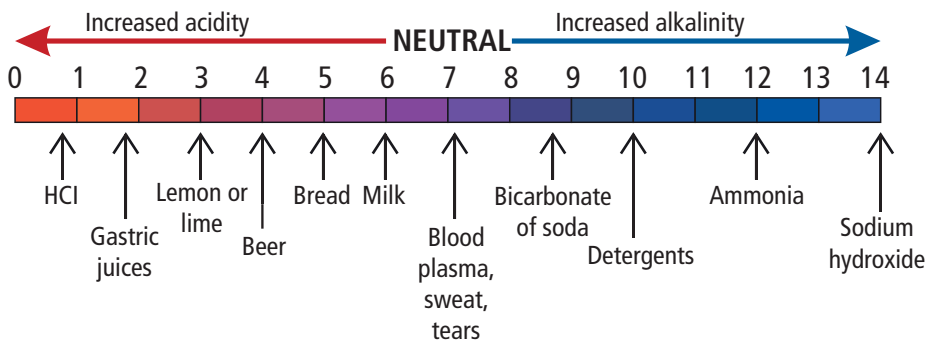 Increased acidity
NEUTRAL
Increased alkalinity
0 1 2 3 4 5 6 7 8 9 10 11 12 13 14
HCl
Gastric
juices
Lemon or
lime
Beer
Bread
Milk
Blood
plasma,
sweat,
tears
Bicarbonate
of soda
Detergents
Ammonia
Sodium
hydroxide